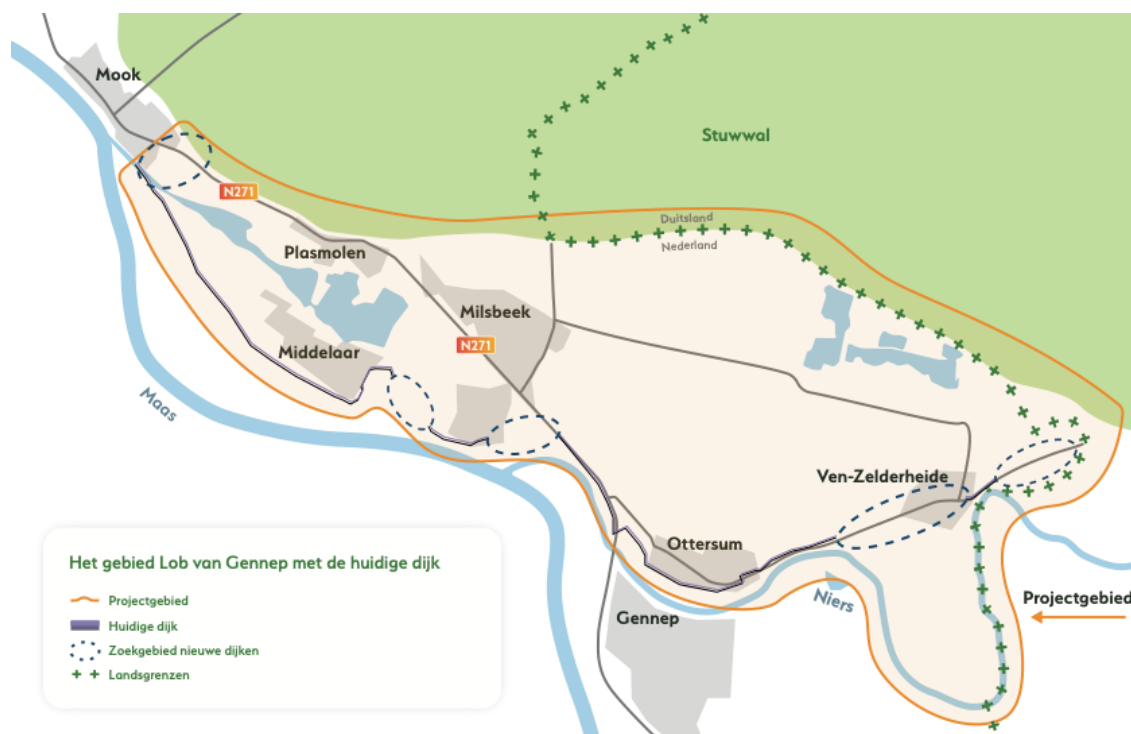 Mook
Stuwwal
N271
Duitsland
Nederland
Plasmolen
Milsbeek
N271
Middelaar
Maas
Ven-Zelderheide
Ottersum
Niers
Projectgebied
Gennep
Het gebied Lob van Gennep met de huidige dijk
Projectgebied
Huidige dijk
Zoekgebied nieuwe dijken
Landsgrenzen